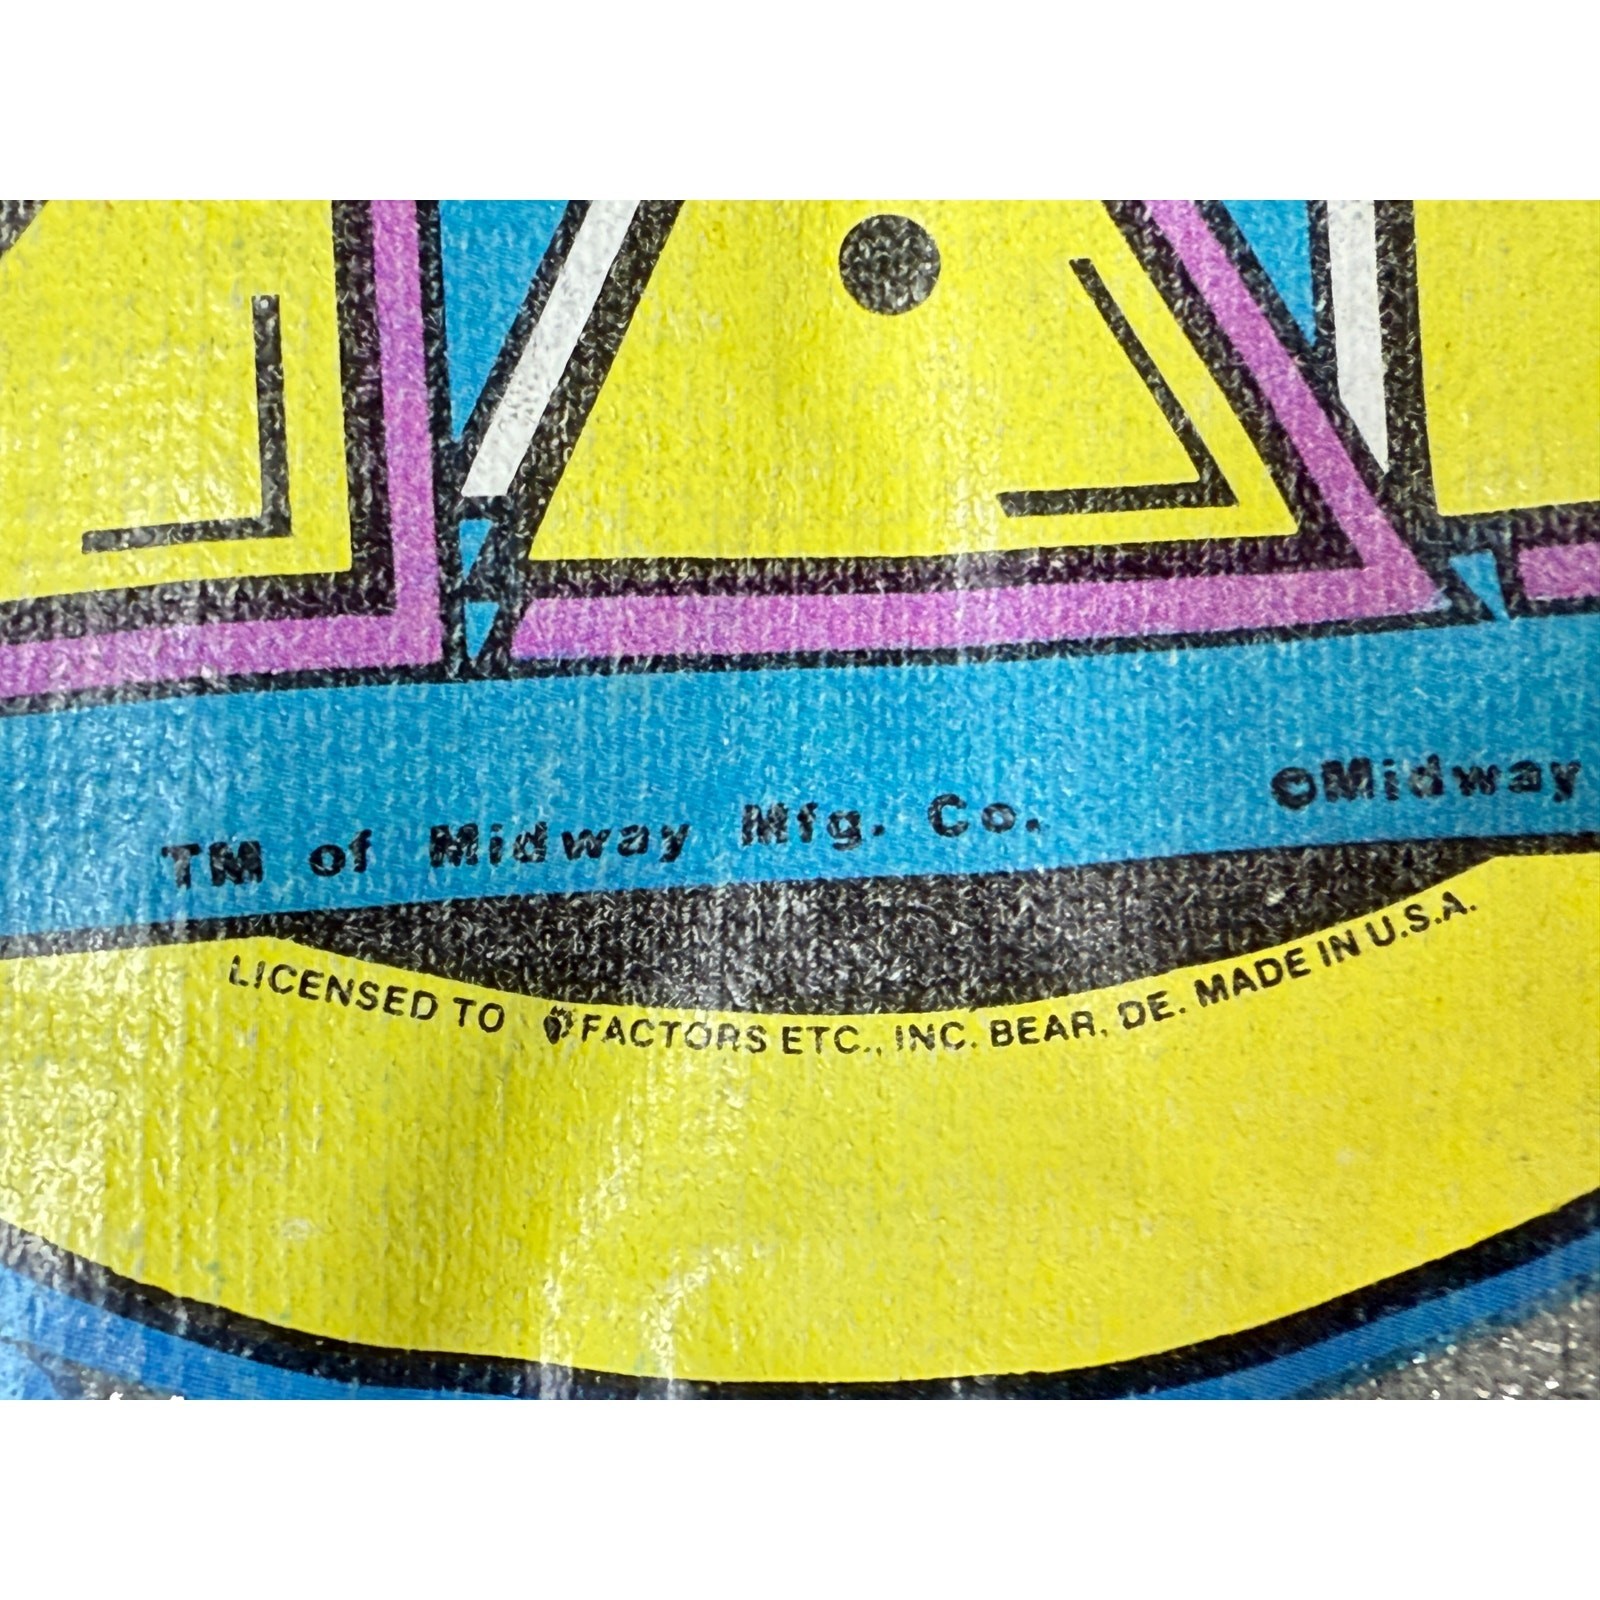 TM of Midway Mfg. Co. ©Midway
LICENSED TO FACTORS ETC., INC. BEAR, DE. MADE IN U.S.A.